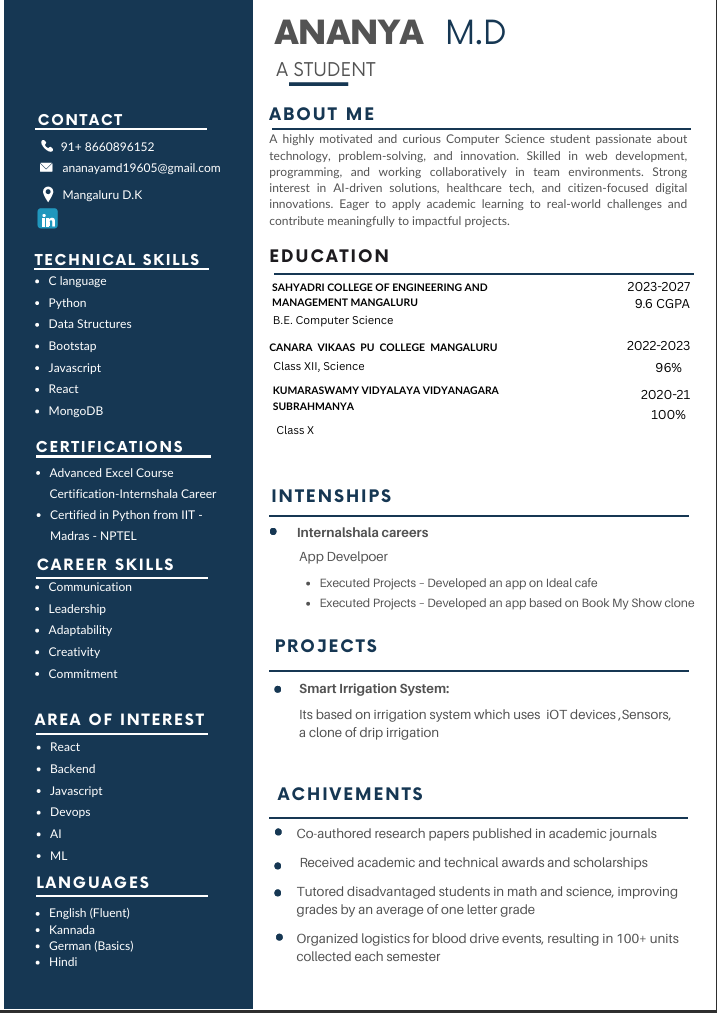 ANANYA M.D
A STUDENT
CONTACT
91+ 8660896152
ananayamd19605@gmail.com
Mangaluru D.K
in
TECHNICAL SKILLS
• C language
• Python
• Data Structures
• Bootstap
• Javascript
• React
• MongoDB
CERTIFICATIONS
• Advanced Excel Course
Certification-Internshala Career
• Certified in Python from IIT -
Madras - NPTEL
CAREER SKILLS
• Communication
• Leadership
• Adaptability
• Creativity
• Commitment
AREA OF INTEREST
• React
• Backend
• Javascript
• Devops
• AI
• ML
LANGUAGES
• English (Fluent)
• Kannada
• German (Basics)
• Hindi
ABOUT ME
A highly motivated and curious Computer Science student passionate about
technology, problem-solving, and innovation. Skilled in web development,
programming, and working collaboratively in team environments. Strong
interest in AI-driven solutions, healthcare tech, and citizen-focused digital
innovations. Eager to apply academic learning to real-world challenges and
contribute meaningfully to impactful projects.
EDUCATION
SAHYADRI COLLEGE OF ENGINEERING AND 2023-2027
MANAGEMENT MANGALURU 9.6 CGPA
B.E. Computer Science
CANARA VIKAAS PU COLLEGE MANGALURU 2022-2023
Class XII, Science 96%
KUMARASWAMY VIDYALAYA VIDYANAGARA 2020-21
SUBRAHMANYA 100%
Class X
INTENSHIPS
• Internalshala careers
App Develpoer
• Executed Projects – Developed an app on Ideal cafe
• Executed Projects – Developed an app based on Book My Show clone
PROJECTS
• Smart Irrigation System:
Its based on irrigation system which uses iOT devices ,Sensors,
a clone of drip irrigation
ACHIVEMENTS
• Co-authored research papers published in academic journals
• Received academic and technical awards and scholarships
• Tutored disadvantaged students in math and science, improving
grades by an average of one letter grade
• Organized logistics for blood drive events, resulting in 100+ units
collected each semester